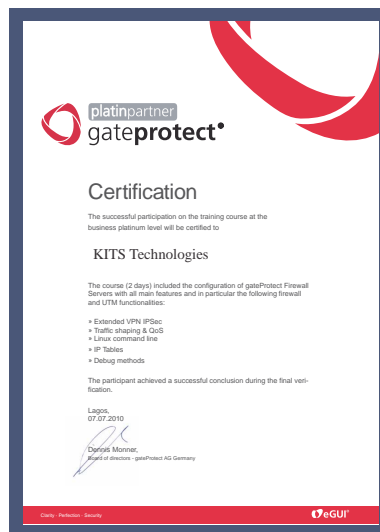 platinpartner
gateprotect
Certification
The successful participation on the training course at the
business platinum level will be certified to
KITS Technologies
The course (2 days) included the configuration of gateProtect Firewall
Servers with all main features and in particular the following firewall
and UTM functionalities:
» Extended VPN IPSec
» Traffic shaping & QoS
» Linux command line
» IP Tables
» Debug methods
The participant achieved a successful conclusion during the final veri-
fication.
Lagos,
07.07.2010
Dennis Monner,
Board of directors - gateProtect AG Germany
Clarity · Perfection · Security
eGUI®